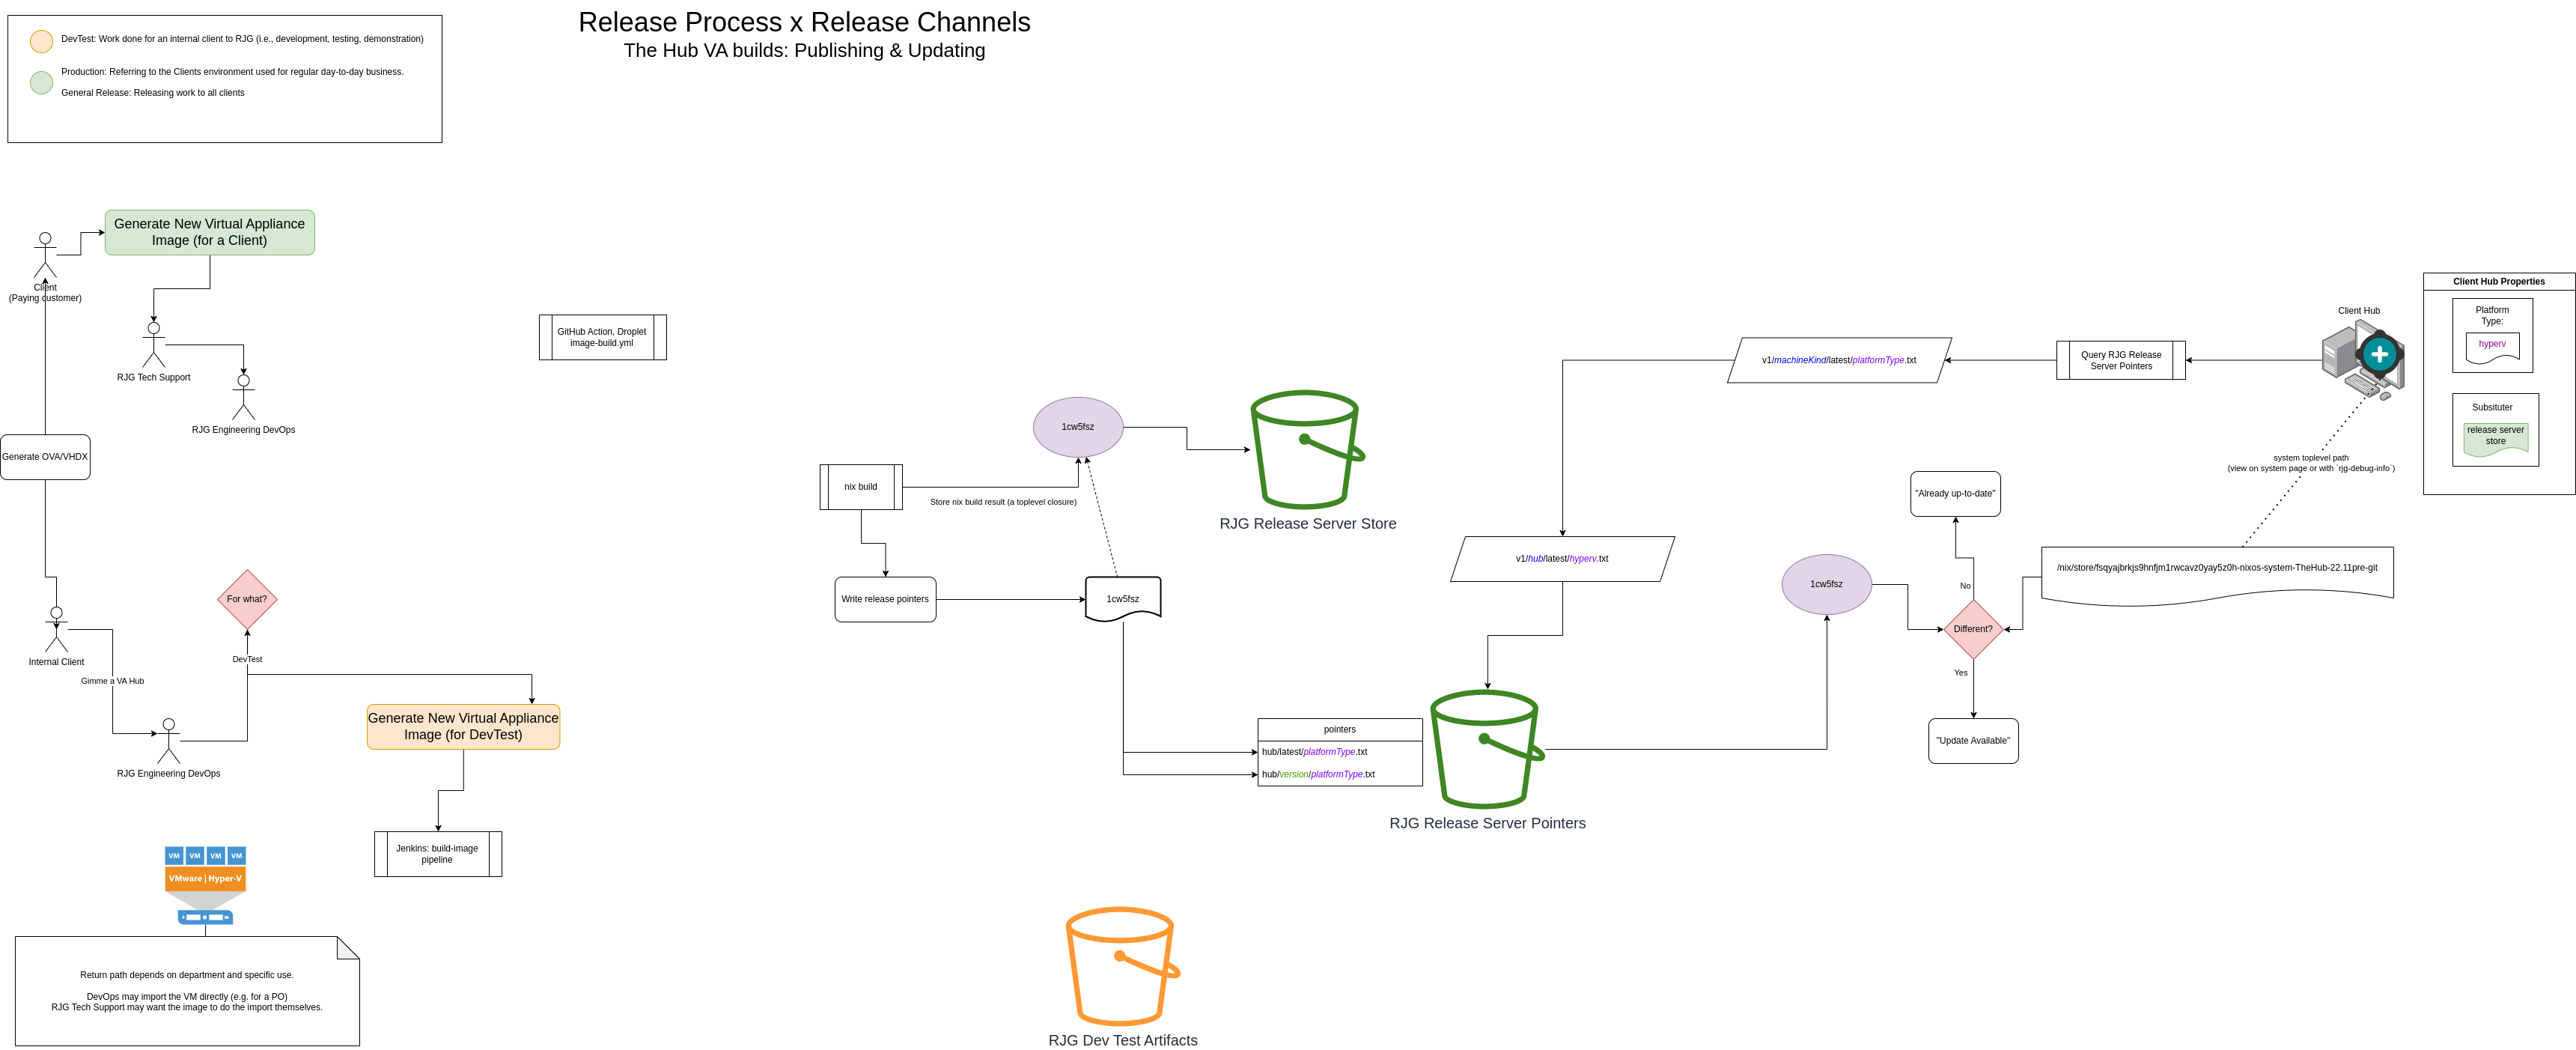 Release Process x Release Channels
The Hub VA builds: Publishing & Updating
DevTest: Work done for an internal client to RJG (i.e., development, testing, demonstration)
Production: Referring to the Clients environment used for regular day-to-day business.
General Release: Releasing work to all clients
Generate New Virtual Appliance
Image (for a Client)
Client
(Paying customer)
RJG Tech Support
RJG Engineering DevOps
Generate OVA/VHDX
GitHub Action, Droplet
image-build.yml
For what?
DevTest
Internal Client
Gimme a VA Hub
RJG Engineering DevOps
Generate New Virtual Appliance
Image (for DevTest)
Jenkins: build-image
pipeline
VM VM VM VM
VMware | Hyper-V
Return path depends on department and specific use.
DevOps may import the VM directly (e.g. for a PO)
RJG Tech Support may want the image to do the import themselves.
nix build
Store nix build result (a toplevel closure)
1cw5fsz
RJG Release Server Store
Write release pointers
1cw5fsz
pointers
hub/latest/platformType.txt
hub/version/platformType.txt
RJG Release Server Pointers
RJG Dev Test Artifacts
v1/machineKind/latest/platformType.txt
v1/hub/latest/hyperv.txt
Query RJG Release
Server Pointers
Client Hub
Client Hub Properties
Platform
Type:
hyperv
Subsituter
release server
store
system toplevel path
(view on system page or with `rjg-debug-info`)
"Already up-to-date"
No
1cw5fsz
Different?
Yes
"Update Available"
/nix/store/fsqyajbrkjs9hnfjm1rwcavz0yay5z0h-nixos-system-TheHub-22.11pre-git